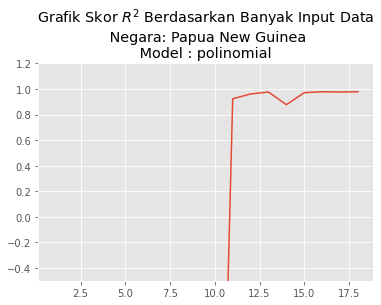 Grafik Skor $R^2$ Berdasarkan Banyak Input Data
Negara: Papua New Guinea
Model : polinomial
1.2
1.0
0.8
0.6
0.4
0.2
0.0
−0.2
−0.4
2.5 5.0 7.5 10.0 12.5 15.0 17.5